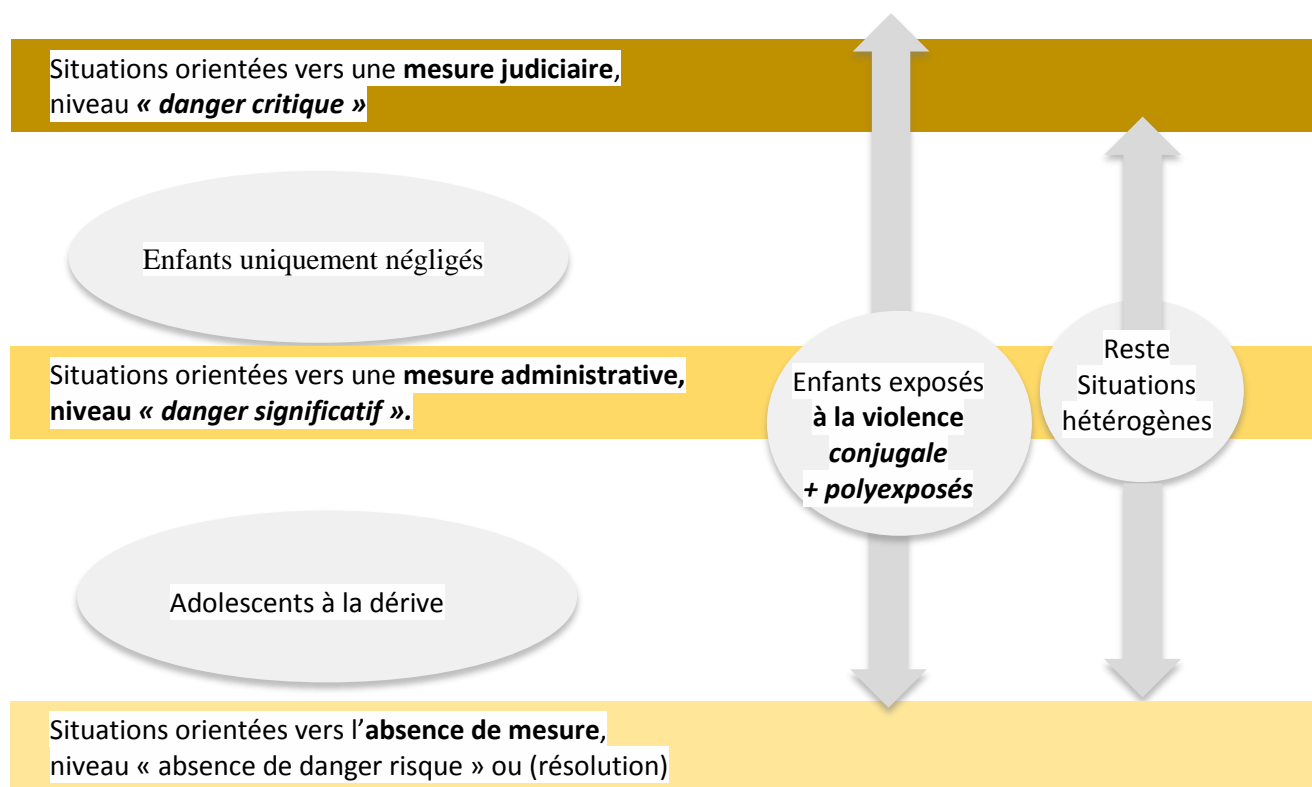 Situations orientées vers une mesure judiciaire,
niveau « danger critique »
Enfants uniquement négligés
Situations orientées vers une mesure administrative,
niveau « danger significatif ».
Enfants exposés
à la violence
conjugale
+ polyexposés
Reste
Situations
hétérogènes
Adolescents à la dérive
Situations orientées vers l’absence de mesure,
niveau « absence de danger risque » ou (résolution)